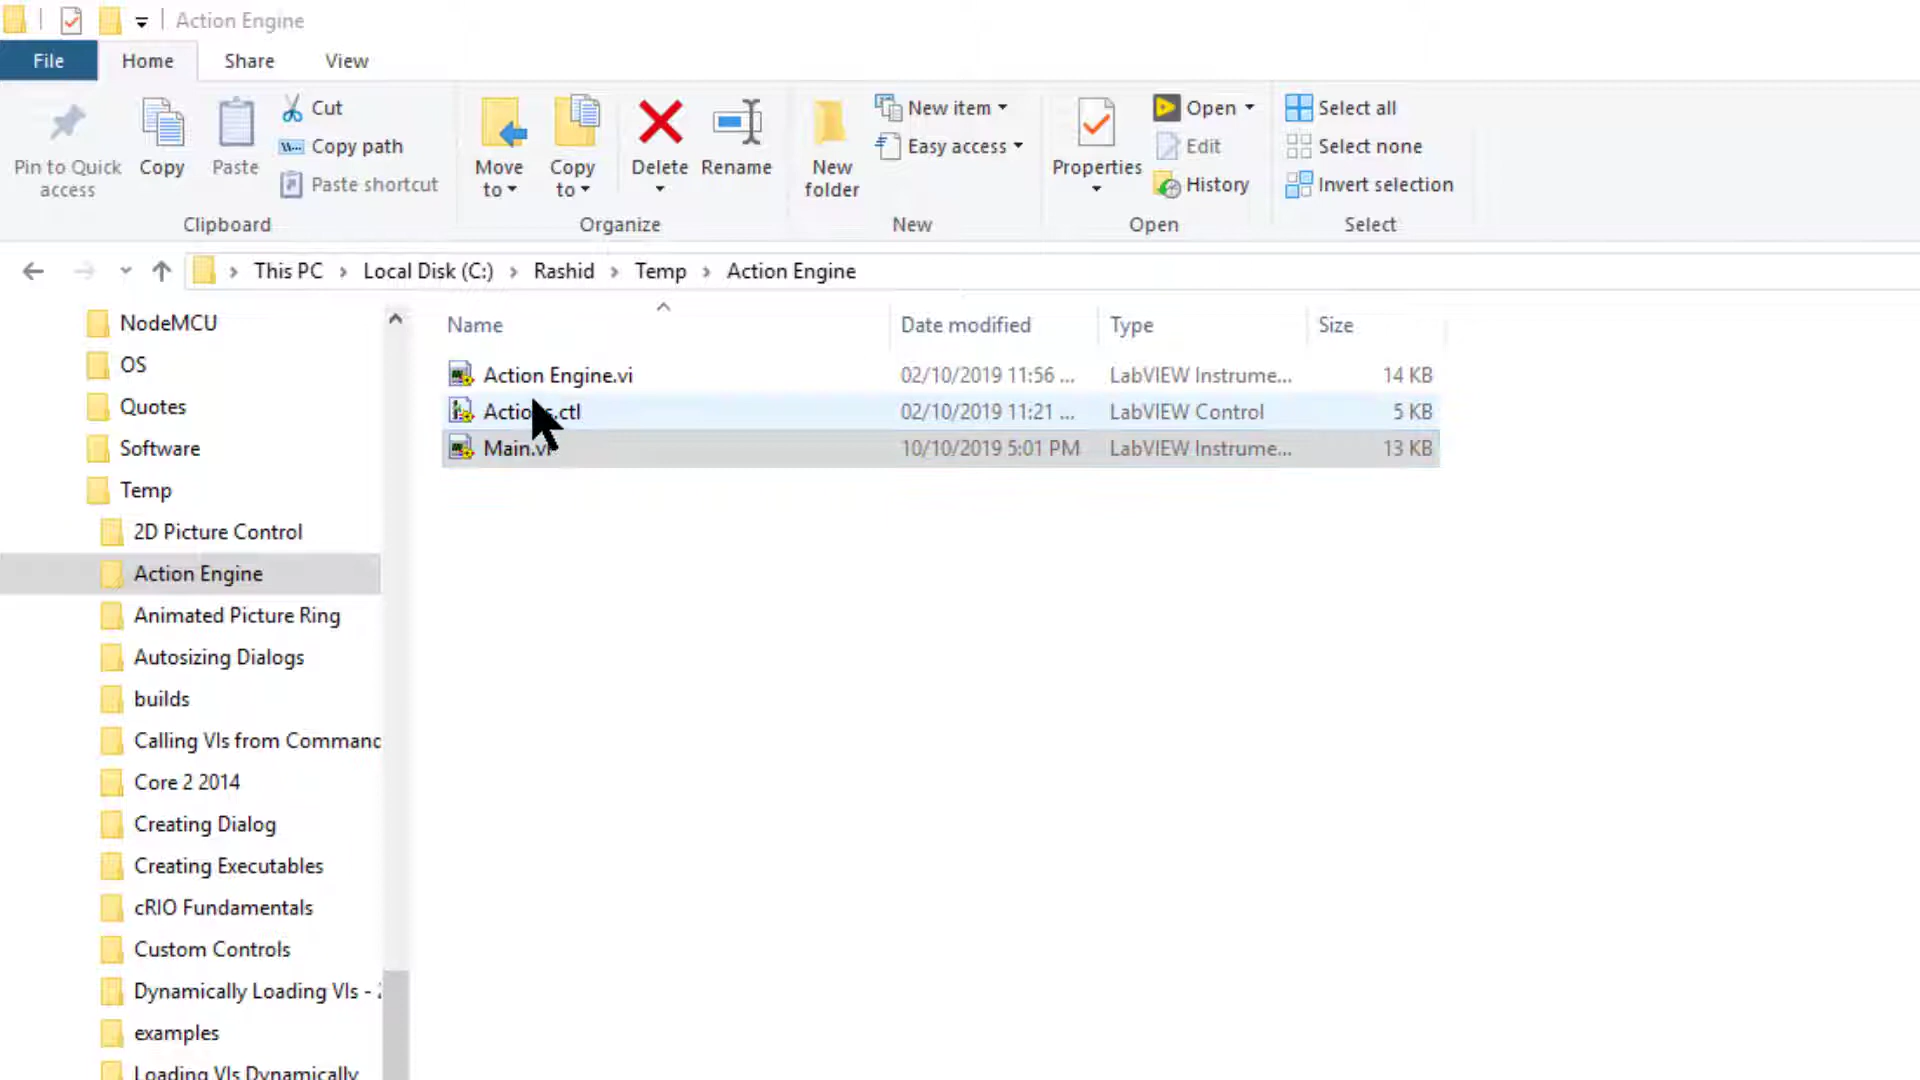 Action Engine
File Home Share View
Pin to Quick access
Copy
Paste
Cut
Copy path
Paste shortcut
Clipboard
Move to
Copy to
Delete
Rename
Organize
New folder
New item
Easy access
New
Properties
Open
Edit
History
Open
Select all
Select none
Invert selection
Select
This PC Local Disk (C:) Rashid Temp Action Engine
NodeMCU
OS
Quotes
Software
Temp
2D Picture Control
Action Engine
Animated Picture Ring
Autosizing Dialogs
builds
Calling VIs from Command
Core 2 2014
Creating Dialog
Creating Executables
cRIO Fundamentals
Custom Controls
Dynamically Loading VIs -
examples
Loading VIs Dynamically
Name Date modified Type Size
Action Engine.vi 02/10/2019 11:56 ... LabVIEW Instrume... 14 KB
Actions.ctl 02/10/2019 11:21 ... LabVIEW Control 5 KB
Main.vi 10/10/2019 5:01 PM LabVIEW Instrume... 13 KB